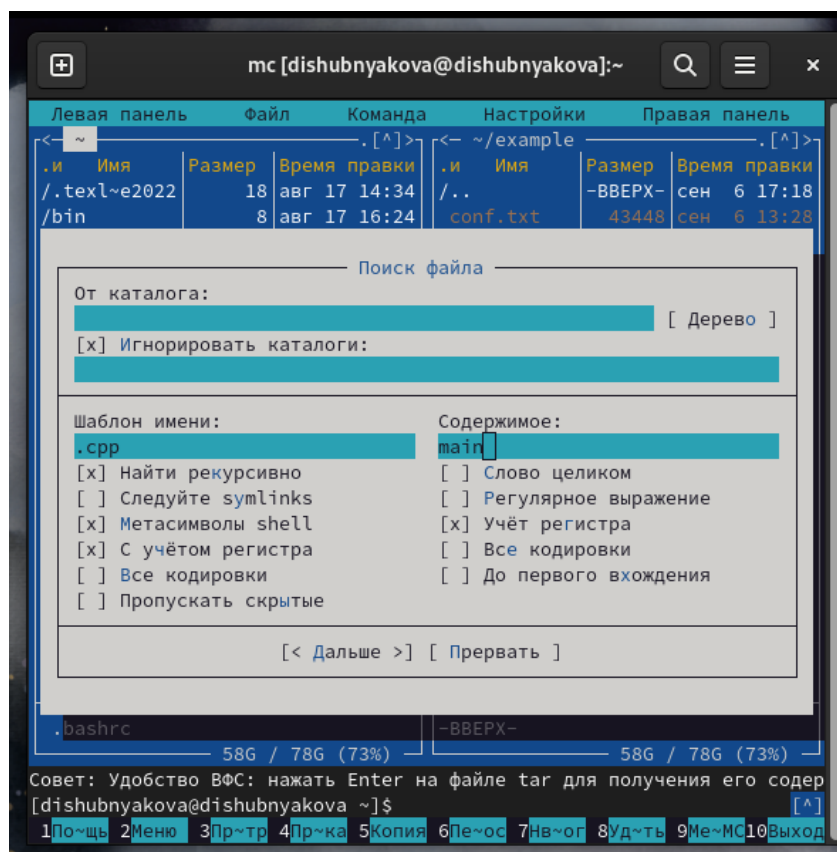 mc [dishubnyakova@dishubnyakova]:~
Левая панель Файл Команда Настройки Правая панель
<— ~ .[^]> <— ~/example .[^]>
.и Имя Размер Время правки .и Имя Размер Время правки
/.texl~e2022 18 авг 17 14:34 /.. -ВВЕРХ- сен 6 17:18
/bin 8 авг 17 16:24 conf.txt 43448 сен 6 13:28
Поиск файла
От каталога:
[ Дерево ]
[x] Игнорировать каталоги:
Шаблон имени: Содержимое:
.cpp main
[x] Найти рекурсивно [ ] Слово целиком
[ ] Следуйте symlinks [ ] Регулярное выражение
[x] Метасимволы shell [x] Учёт регистра
[x] С учётом регистра [ ] Все кодировки
[ ] Все кодировки [ ] До первого вхождения
[ ] Пропускать скрытые
[< Дальше >] [ Прервать ]
.bashrc -ВВЕРХ-
58G / 78G (73%) 58G / 78G (73%)
Совет: Удобство ВФС: нажать Enter на файле tar для получения его содер
[dishubnyakova@dishubnyakova ~]$ [^]
1По~щь 2Меню 3Пр~тр 4Пр~ка 5Копия 6Пе~ос 7Нв~ог 8Уд~ть 9Ме~МС 10Выход